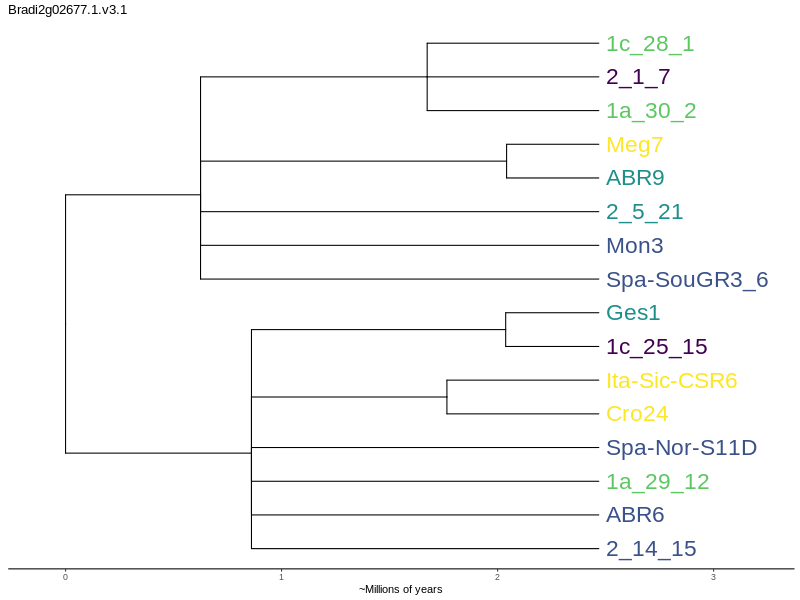 Bradi2g02677.1.v3.1
1c_28_1
2_1_7
1a_30_2
Meg7
ABR9
2_5_21
Mon3
Spa-SouGR3_6
Ges1
1c_25_15
Ita-Sic-CSR6
Cro24
Spa-Nor-S11D
1a_29_12
ABR6
2_14_15
0 1 2 3
~Millions of years